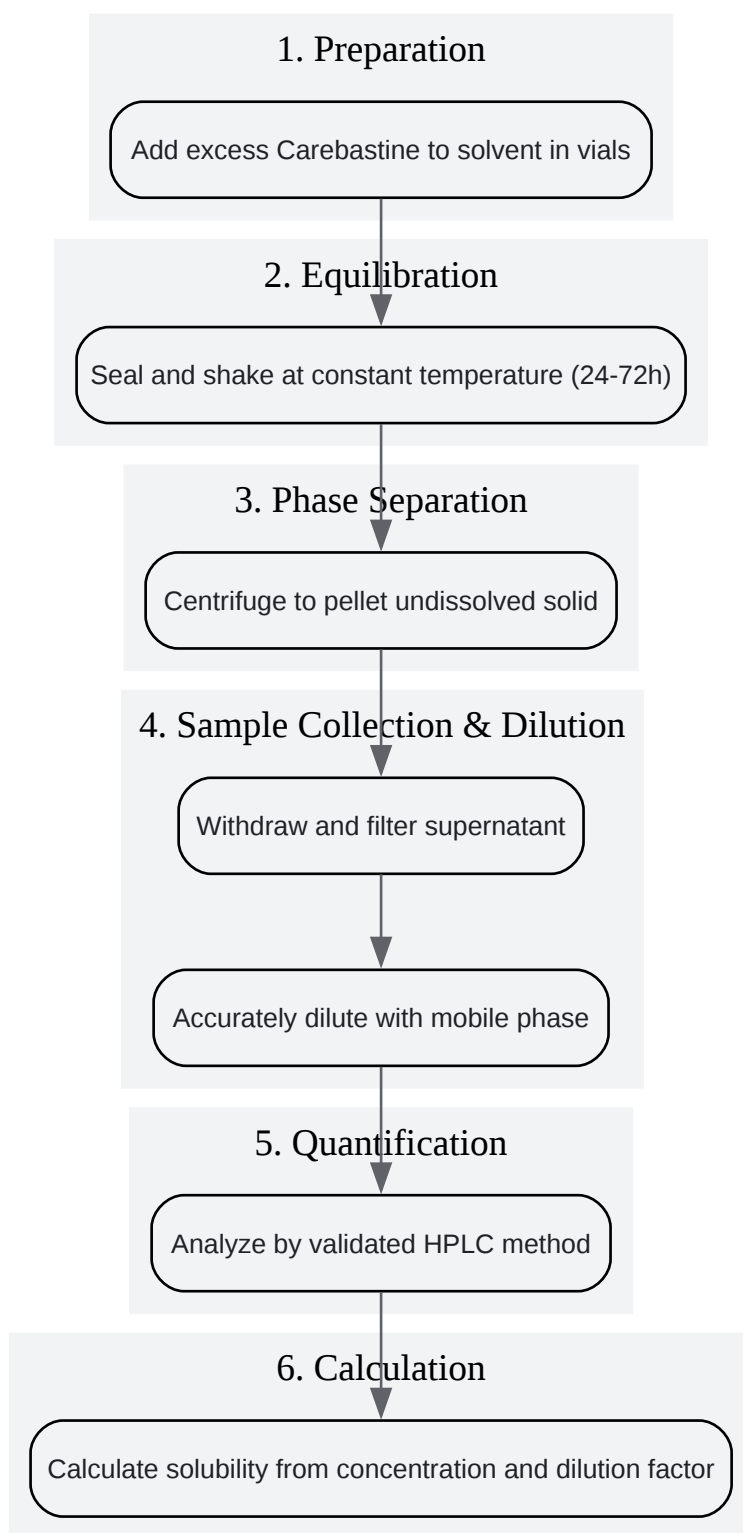 1. Preparation
Add excess Carebastine to solvent in vials
2. Equilibration
Seal and shake at constant temperature (24-72h)
3. Phase Separation
Centrifuge to pellet undissolved solid
4. Sample Collection & Dilution
Withdraw and filter supernatant
Accurately dilute with mobile phase
5. Quantification
Analyze by validated HPLC method
6. Calculation
Calculate solubility from concentration and dilution factor